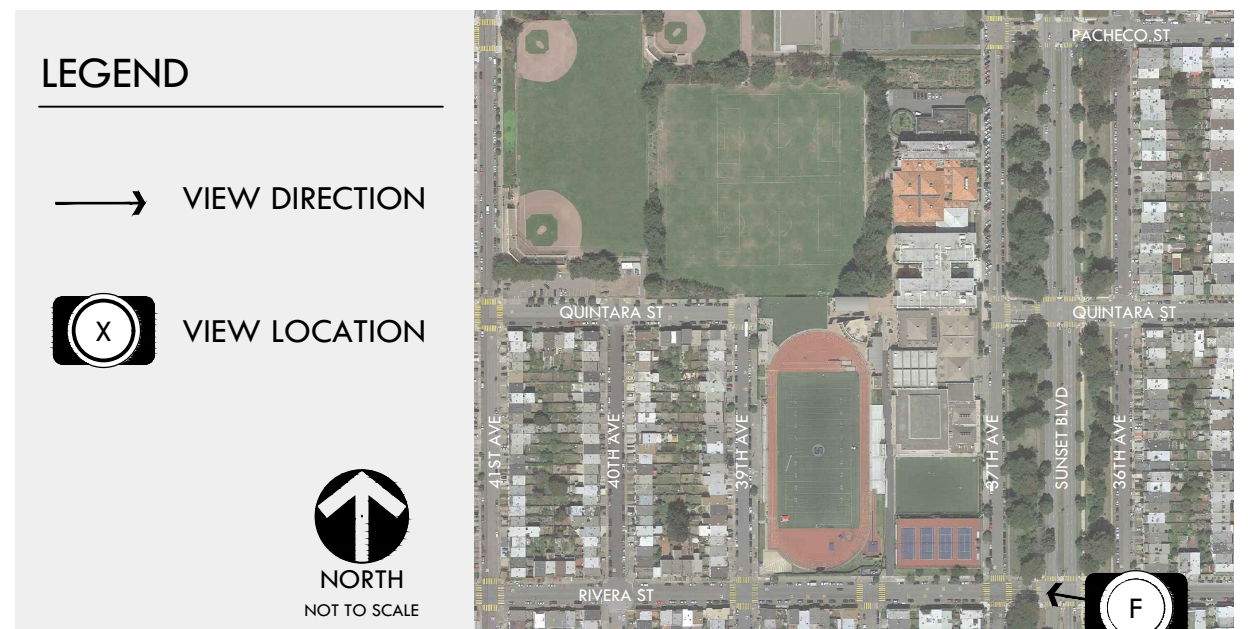 LEGEND
VIEW DIRECTION
X
VIEW LOCATION
NORTH
NOT TO SCALE
PACHECO.ST
QUINTARA ST
QUINTARA ST
41ST AVE
40TH AVE
39TH AVE
37TH AVE
SUNSET BLVD
36TH AVE
RIVERA ST
F